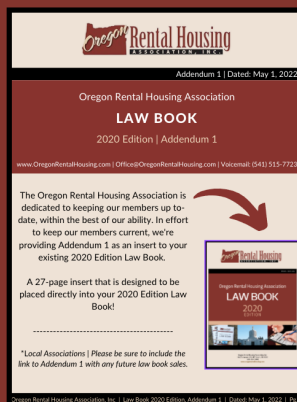 Oregon Rental Housing
ASSOCIATION, INC.
Addendum 1 | Dated: May 1, 2022
Oregon Rental Housing Association
LAW BOOK
2020 Edition | Addendum 1
www.OregonRentalHousing.com | Office@OregonRentalHousing.com | Voicemail: (541) 515-7723
The Oregon Rental Housing Association is
dedicated to keeping our members up to-
date, within the best of our ability. In effort
to keep our members current, we're
providing Addendum 1 as an insert to your
existing 2020 Edition Law Book.
A 27-page insert that is designed to be
placed directly into your 2020 Edition Law
Book!
----------------------------------------
*Local Associations | Please be sure to include the
link to Addendum 1 with any future law book sales.
Oregon Rental Housing
Oregon Rental Housing Association
LAW BOOK
2020
EDITION
Oregon Rental Housing Association, Inc. | Law Book 2020 Edition, Addendum 1 | Dated: May 1, 2022 |